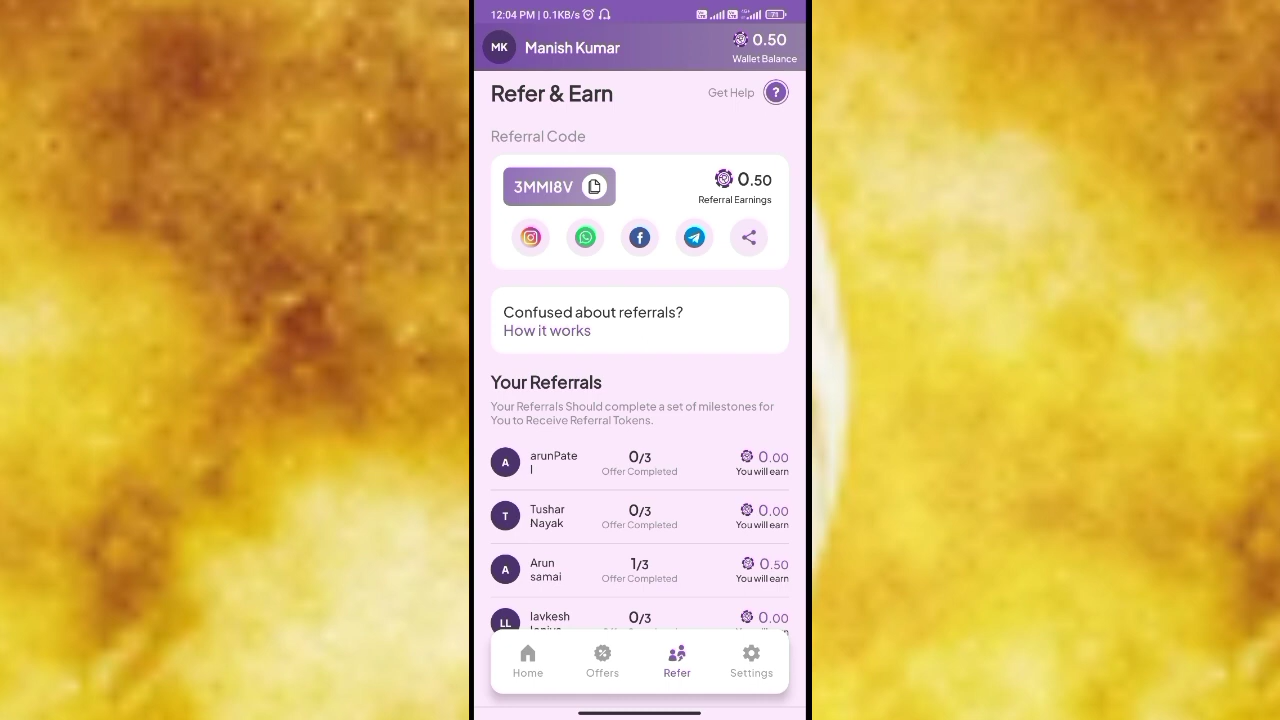 12:04 PM | 0.1KB/s
71
MK
Manish Kumar
0.50
Wallet Balance
Refer & Earn
Get Help
?
Referral Code
3MMI8V
0.50
Referral Earnings
Confused about referrals?
How it works
Your Referrals
Your Referrals Should complete a set of milestones for
You to Receive Referral Tokens.
A
arunPate
l
0/3
Offer Completed
0.00
You will earn
T
Tushar
Nayak
0/3
Offer Completed
0.00
You will earn
A
Arun
samai
1/3
Offer Completed
0.50
You will earn
LL
lavkesh
0/3
0.00
Home
Offers
Refer
Settings